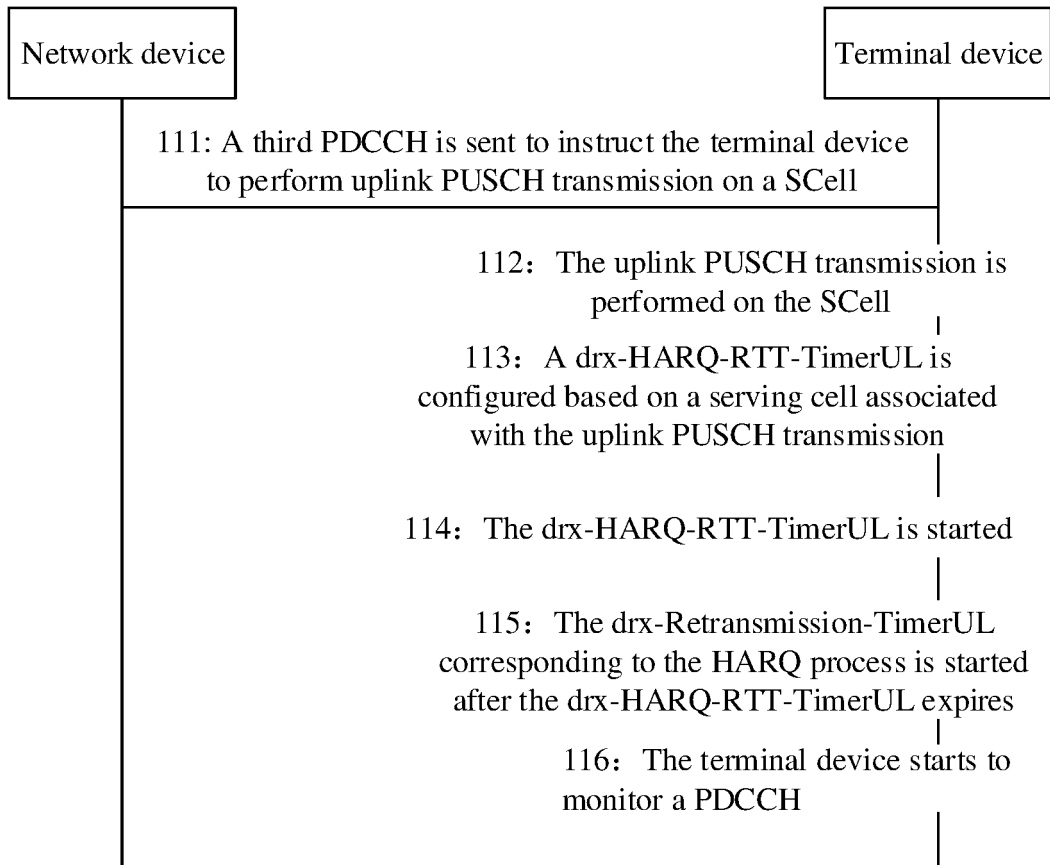 Network device
Terminal device
111: A third PDCCH is sent to instruct the terminal device
to perform uplink PUSCH transmission on a SCell
112：The uplink PUSCH transmission is
performed on the SCell
113：A drx-HARQ-RTT-TimerUL is
configured based on a serving cell associated
with the uplink PUSCH transmission
114：The drx-HARQ-RTT-TimerUL is started
115：The drx-Retransmission-TimerUL
corresponding to the HARQ process is started
after the drx-HARQ-RTT-TimerUL expires
116：The terminal device starts to
monitor a PDCCH